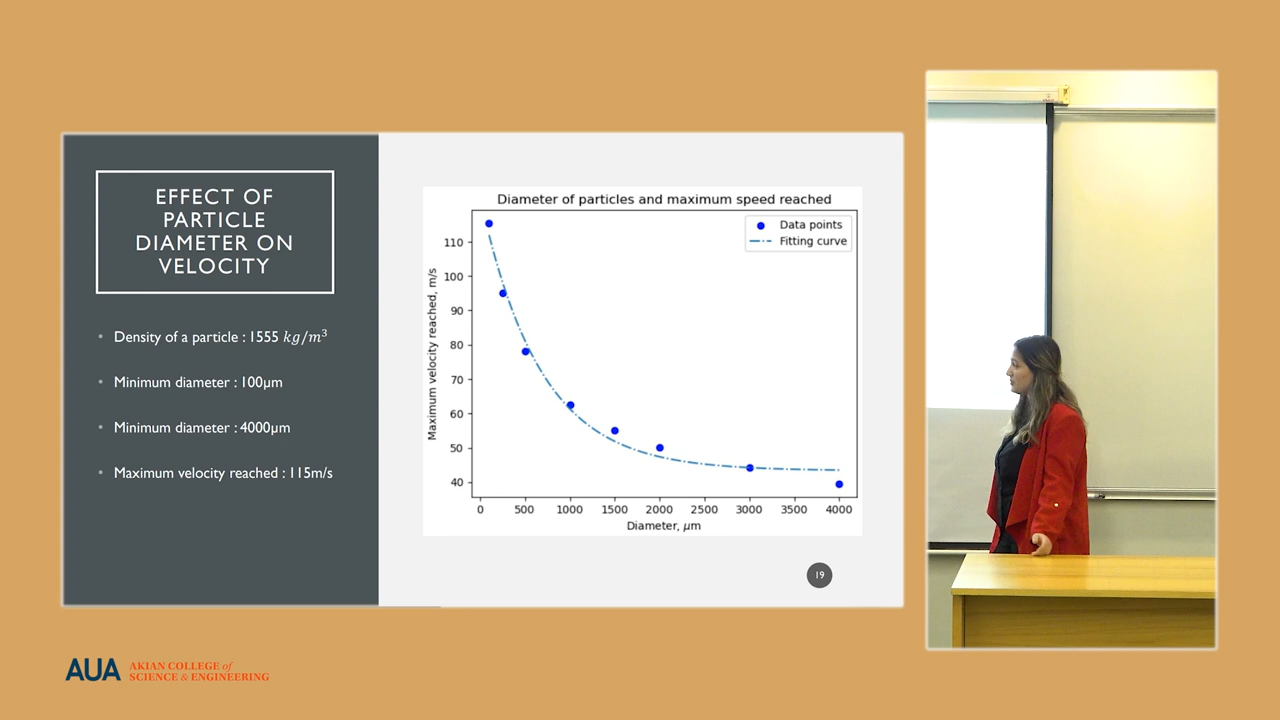 EFFECT OF
PARTICLE
DIAMETER ON
VELOCITY
• Density of a particle : 1555 kg/m³
• Minimum diameter : 100μm
• Minimum diameter : 4000μm
• Maximum velocity reached : 115m/s
Diameter of particles and maximum speed reached
Data points
Fitting curve
Maximum velocity reached, m/s
110
100
90
80
70
60
50
40
0 500 1000 1500 2000 2500 3000 3500 4000
Diameter, μm
19
AUA AKIAN COLLEGE of
SCIENCE & ENGINEERING